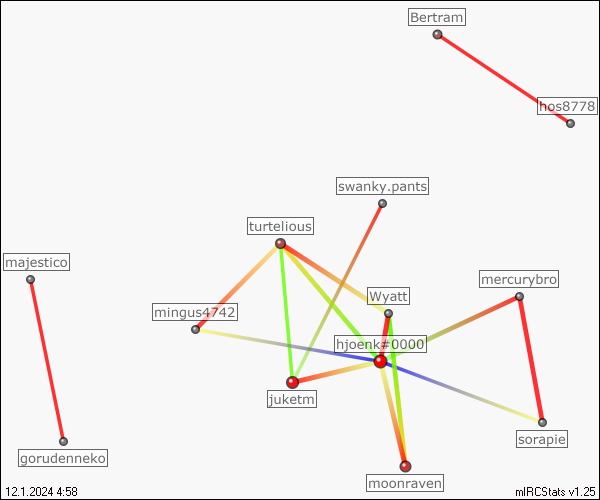 Bertram
hos8778
swanky.pants
turtelious
majestico
mercurybro
Wyatt
mingus4742
hjoenk#0000
juketm
sorapie
gorudenneko
moonraven
12.1.2024 4:58
mIRCStats v1.25